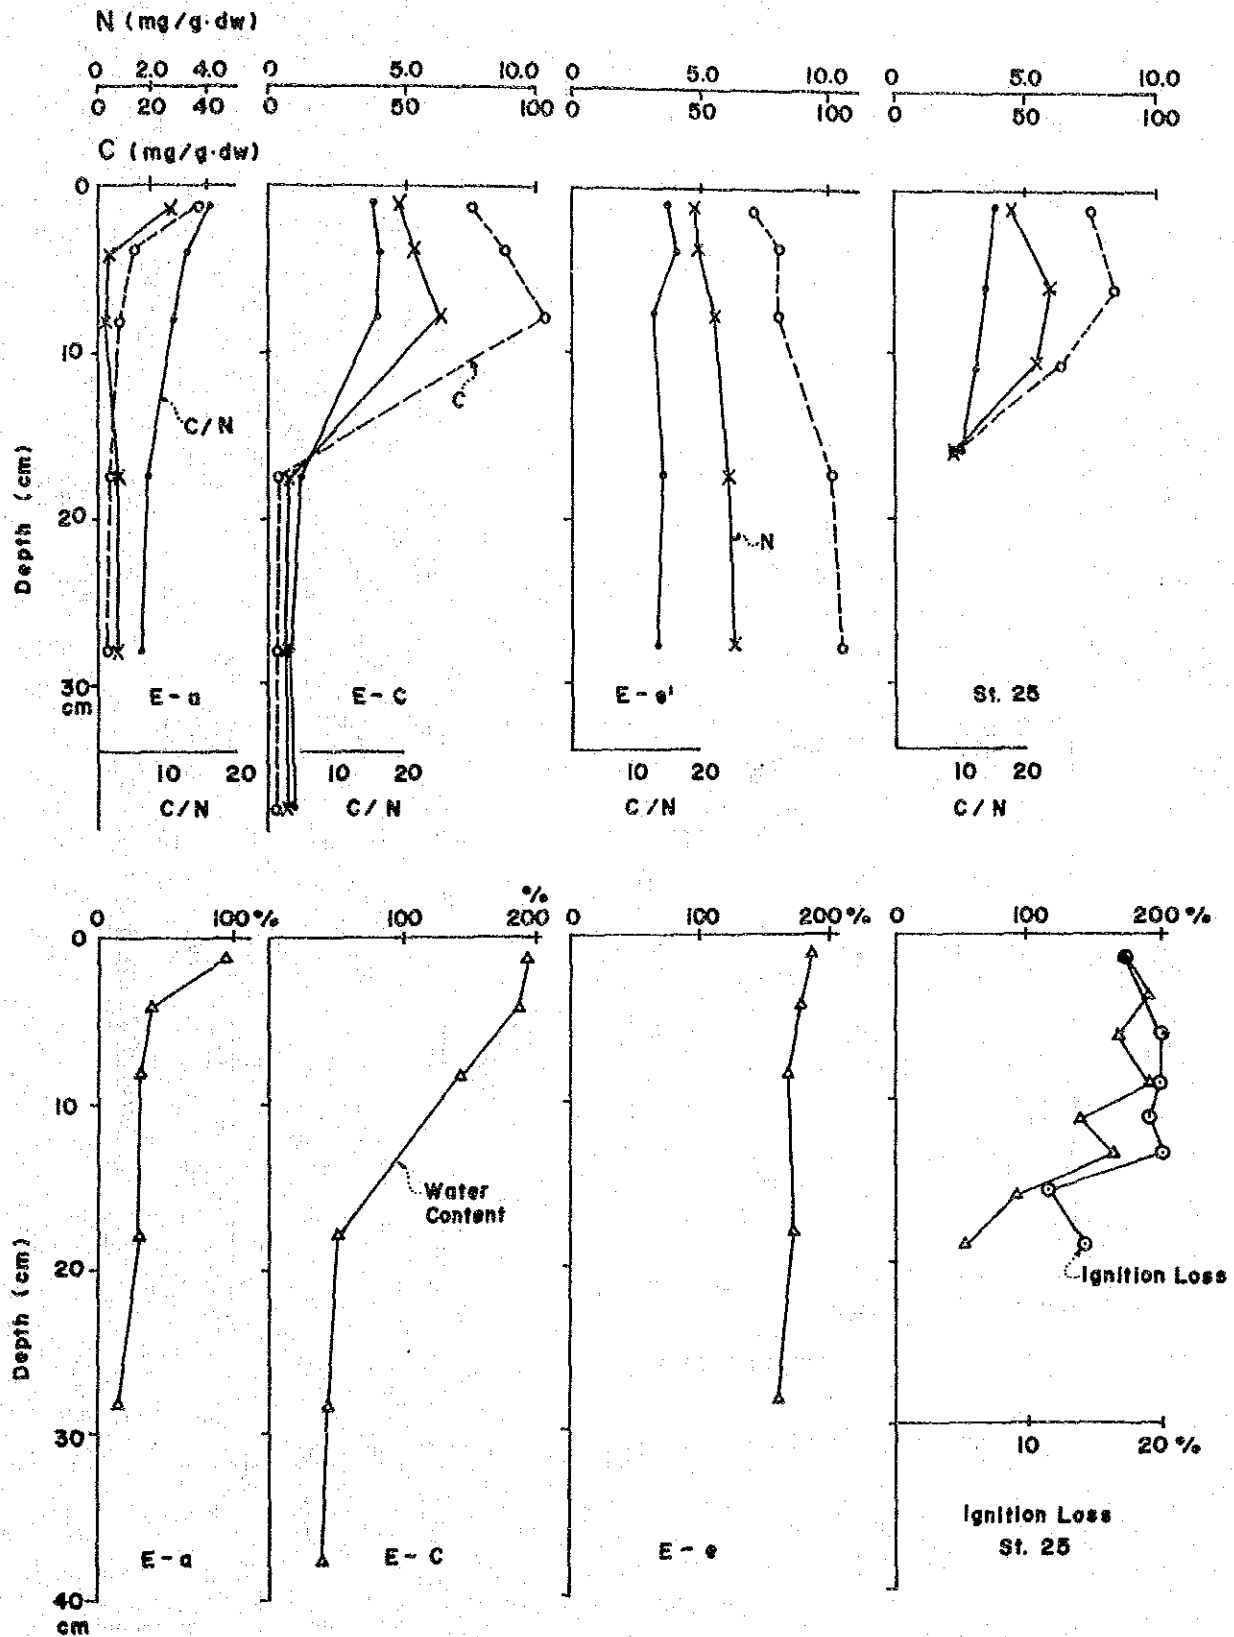 N (mg/g·dw)
0 2.0 4.0 0 5.0 10.0 0 5.0 10.0 0 5.0 10.0
0 20 40 0 50 100 0 50 100 0 50 100
C (mg/g·dw)
0
C
10
C/N
Depth (cm)
20
N
30
cm
E-a E-C E-e' St. 25
10 20 10 20 10 20 10 20
C/N C/N C/N C/N
%
0 100% 100 200 0 100 200% 0 100 200%
0
10
Water
Content
Depth (cm)
20
Ignition Loss
30
10 20%
Ignition Loss
E-a E-C E-e St. 25
40
cm